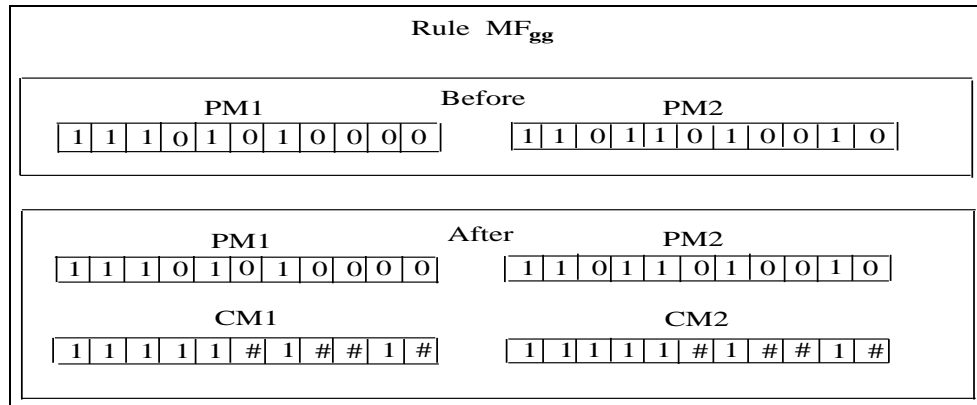 Rule MFgg
Before
PM1 PM2
1 1 1 0 1 0 1 0 0 0 0 1 1 0 1 1 0 1 0 0 1 0
After
PM1 PM2
1 1 1 0 1 0 1 0 0 0 0 1 1 0 1 1 0 1 0 0 1 0
CM1 CM2
1 1 1 1 1 # 1 # # 1 # 1 1 1 1 1 # 1 # # 1 #